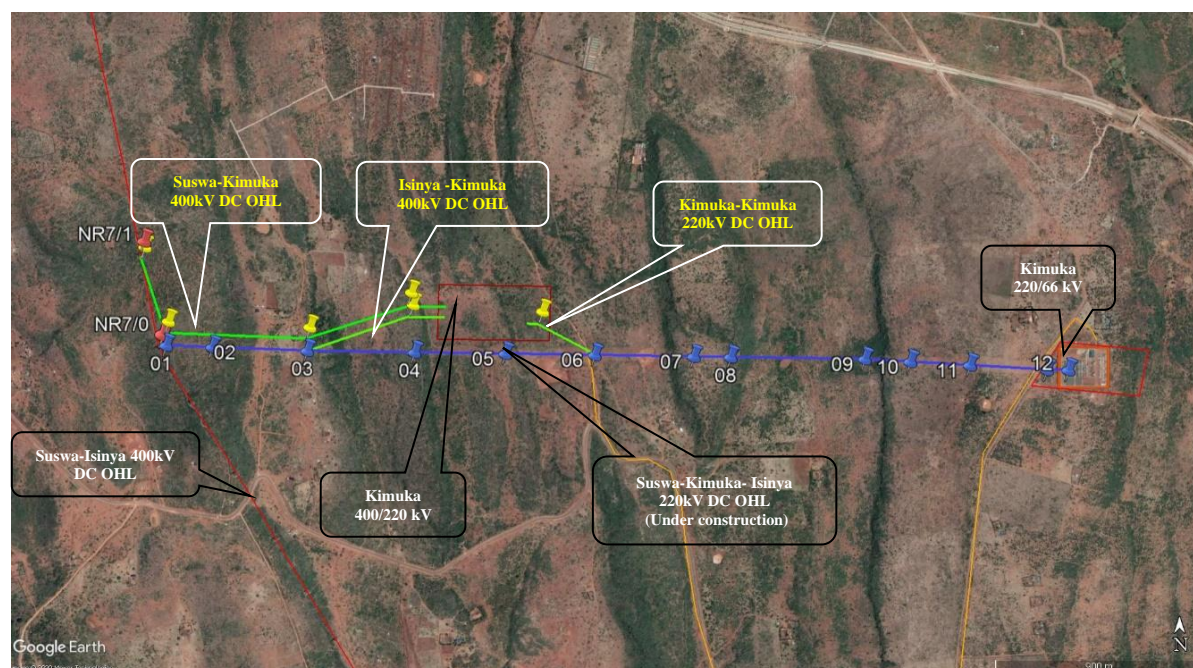 Suswa-Kimuka
400kV DC OHL
Isinya -Kimuka
400kV DC OHL
Kimuka-Kimuka
220kV DC OHL
NR7/1
Kimuka
220/66 kV
NR7/0
01
02
03
04
05
06
07
08
09
10
11
12
Suswa-Isinya 400kV
DC OHL
Kimuka
400/220 kV
Suswa-Kimuka- Isinya
220kV DC OHL
(Under construction)
Google Earth
N
900 m